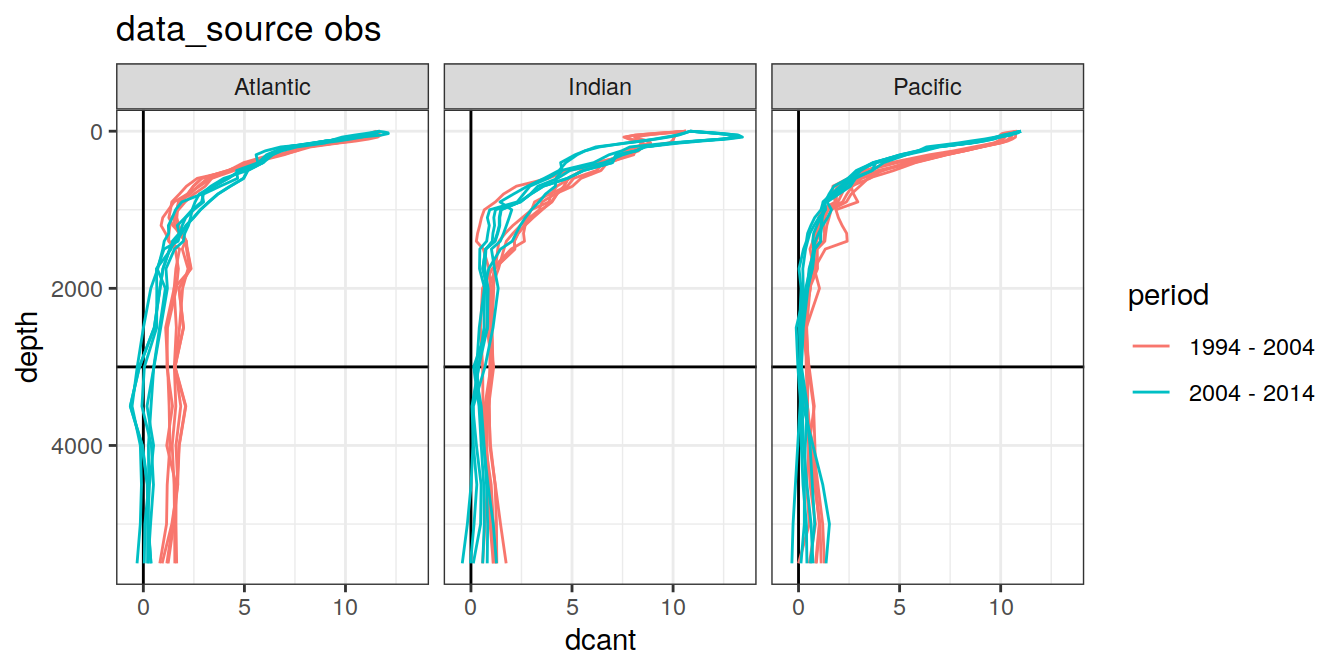 data_source obs
Atlantic Indian Pacific
0
2000
4000
depth
0 5 10 0 5 10 0 5 10
dcant
period
1994 - 2004
2004 - 2014